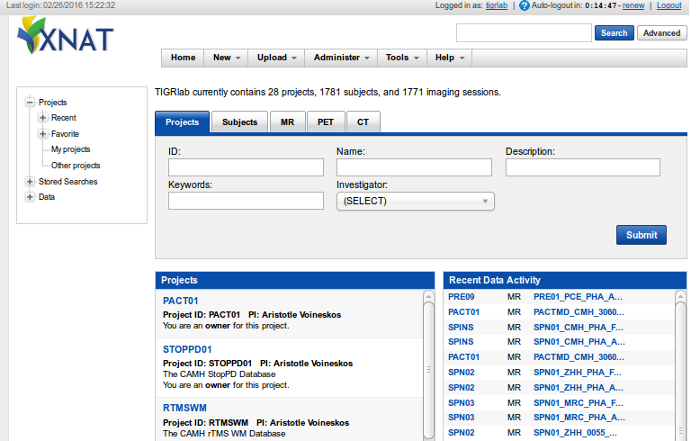 Last login: 02/26/2016 15:22:32
Logged in as: tigrlab | ? Auto-logout in: 0:14:47 - renew | Logout
XNAT
Search
Advanced
Home New Upload Administer Tools Help
TIGRlab currently contains 28 projects, 1781 subjects, and 1771 imaging sessions.
Projects
Recent
Favorite
My projects
Other projects
Stored Searches
Data
Projects Subjects MR PET CT
ID: Name: Description:
Keywords: Investigator:
(SELECT)
Submit
Projects
PACT01
Project ID: PACT01 PI: Aristotle Voineskos
You are an owner for this project.
STOPPD01
Project ID: STOPPD01 PI: Aristotle Voineskos
The CAMH StopPD Database
You are an owner for this project.
RTMSWM
Project ID: RTMSWM PI: Aristotle Voineskos
The CAMH rTMS WM Database
Recent Data Activity
PRE09 MR PRE01_PCE_PHA_A...
PACT01 MR PACTMD_CMH_3060...
SPINS MR SPN01_CMH_PHA_F...
SPINS MR SPN01_CMH_PHA_A...
PACT01 MR PACTMD_CMH_3060...
SPN02 MR SPN01_ZHH_PHA_F...
SPN02 MR SPN01_ZHH_PHA_A...
SPN03 MR SPN01_MRC_PHA_F...
SPN03 MR SPN01_MRC_PHA_A...
SPN02 MR SPN01_ZHH_0055_...